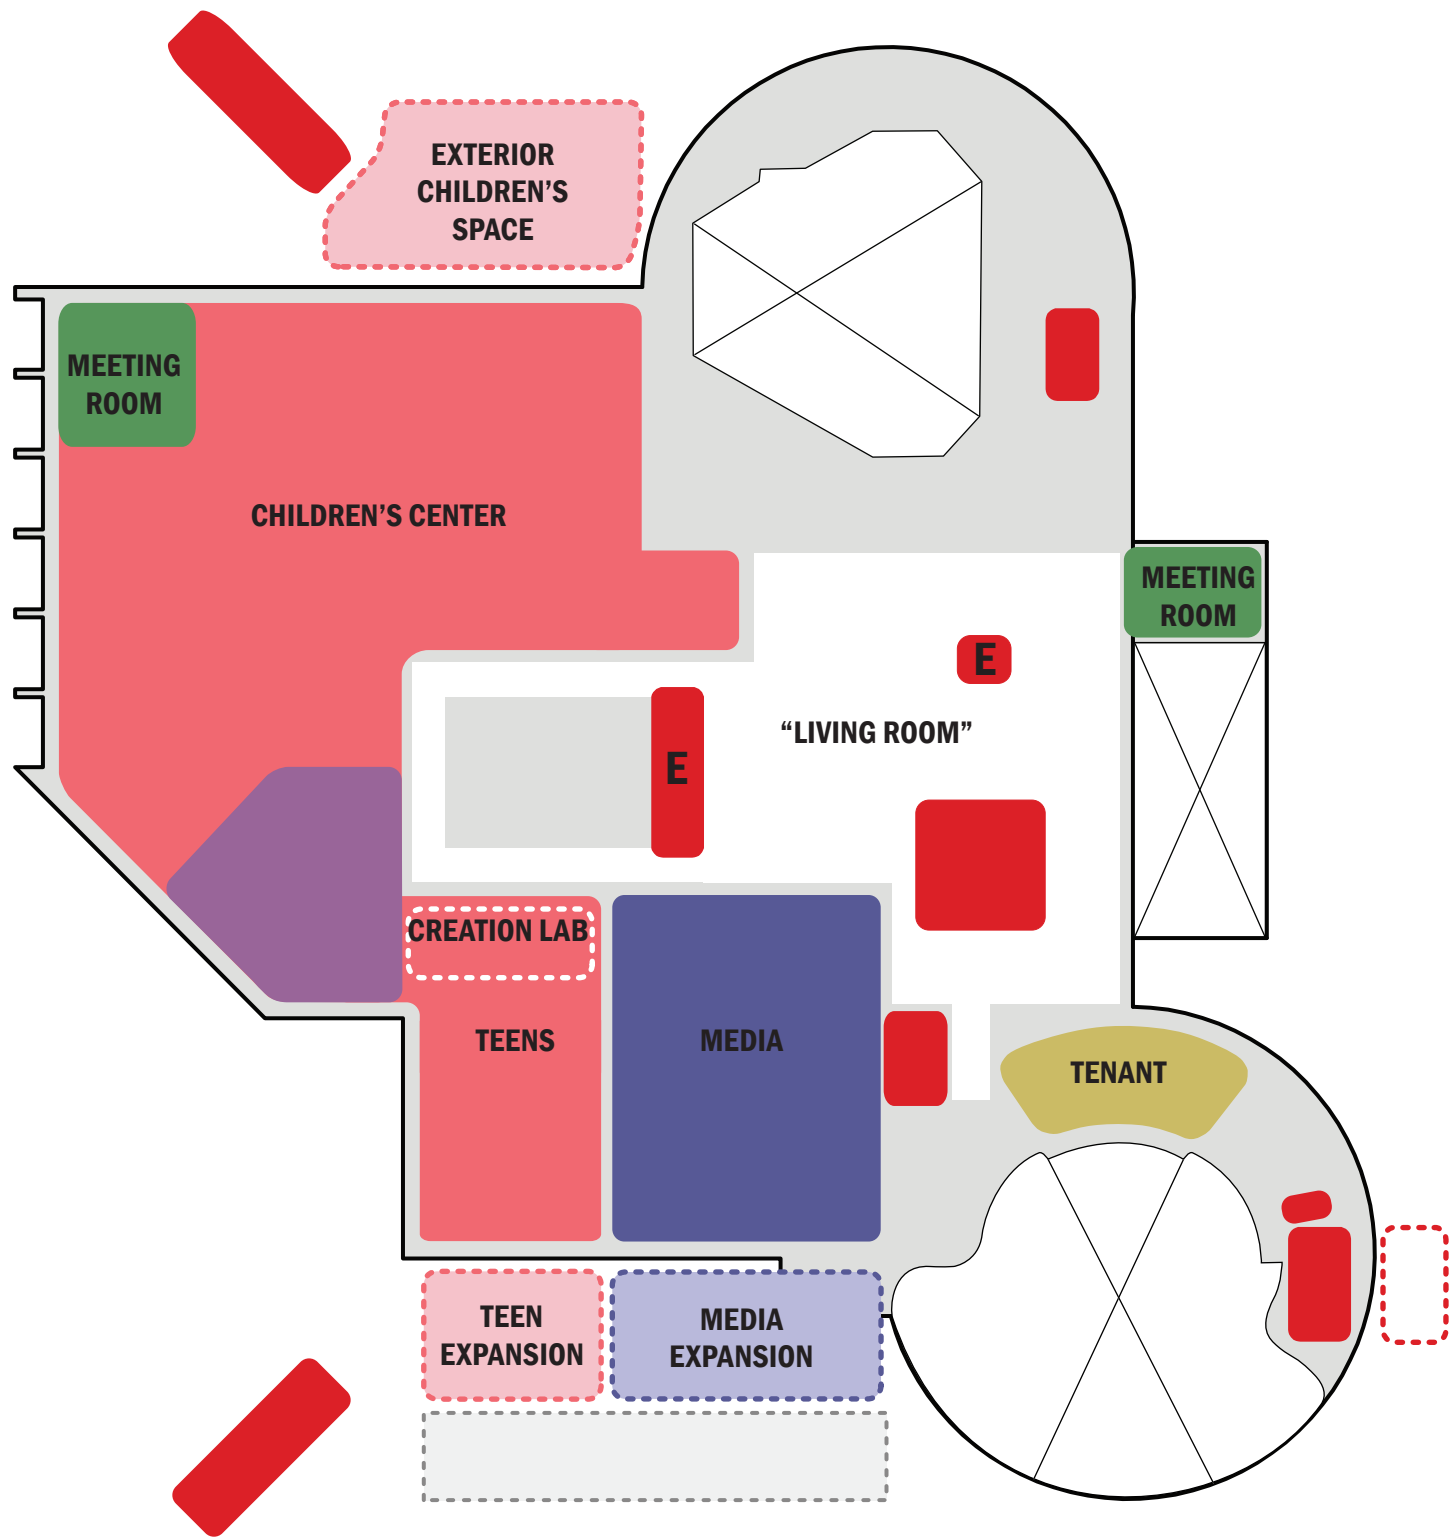 EXTERIOR
CHILDREN’S
SPACE
MEETING
ROOM
CHILDREN’S CENTER
MEETING
ROOM
E
“LIVING ROOM”
E
CREATION LAB
TEENS
MEDIA
TENANT
TEEN
EXPANSION
MEDIA
EXPANSION